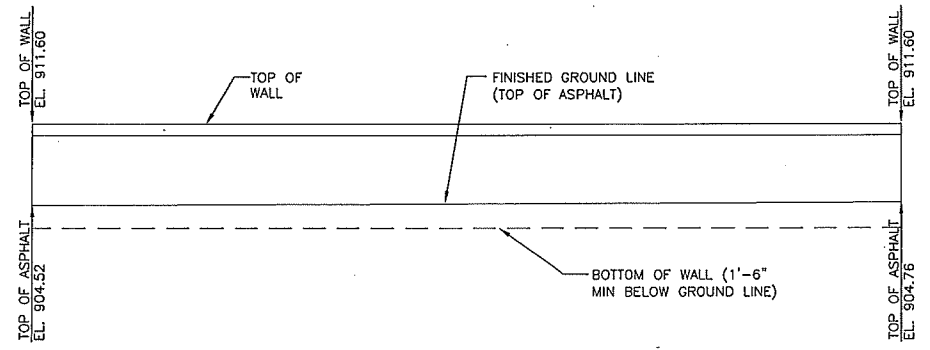 TOP OF WALL
EL. 911.60
TOP OF
WALL
FINISHED GROUND LINE
(TOP OF ASPHALT)
TOP OF WALL
EL. 911.60
TOP OF ASPHALT
EL. 904.52
BOTTOM OF WALL (1'-6"
MIN BELOW GROUND LINE)
TOP OF ASPHALT
EL. 904.76